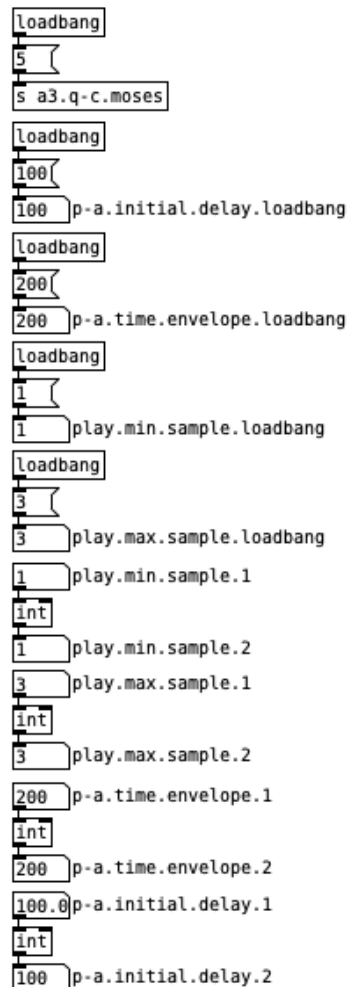 loadbang
5
s a3.q-c.moses
loadbang
100
100 p-a.initial.delay.loadbang
loadbang
200
200 p-a.time.envelope.loadbang
loadbang
1
1 play.min.sample.loadbang
loadbang
3
3 play.max.sample.loadbang
1 play.min.sample.1
int
1 play.min.sample.2
3 play.max.sample.1
int
3 play.max.sample.2
200 p-a.time.envelope.1
int
200 p-a.time.envelope.2
100.0 p-a.initial.delay.1
int
100 p-a.initial.delay.2